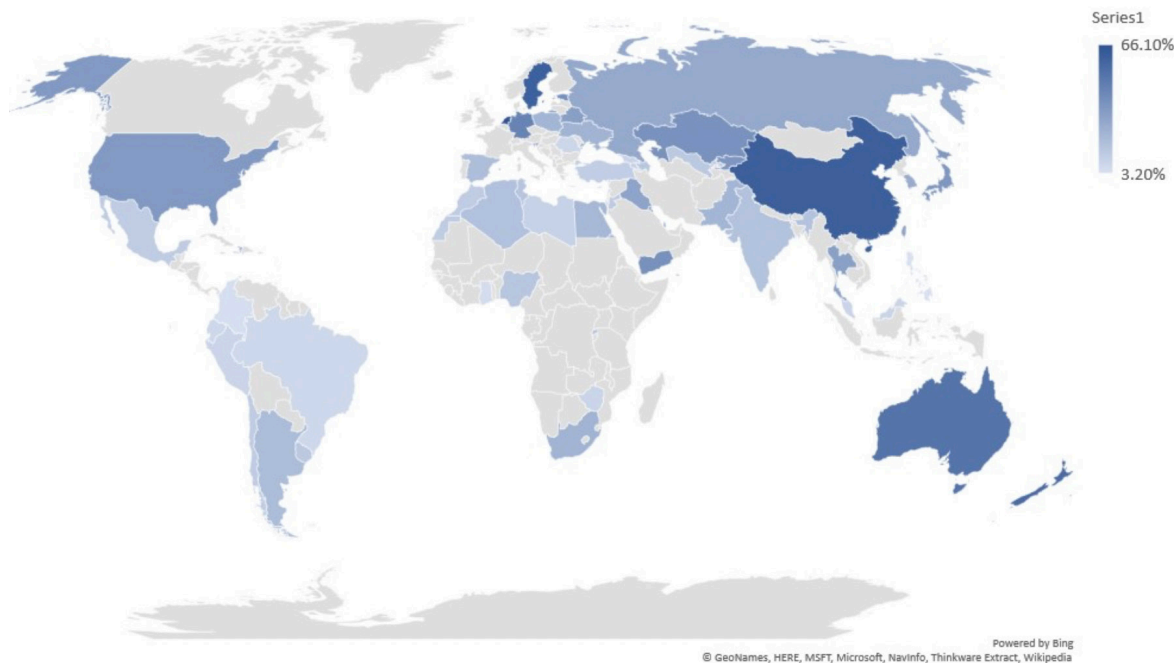 Series1
66.10%
3.20%
Powered by Bing
© GeoNames, HERE, MSFT, Microsoft, NavInfo, Thinkware Extract, Wikipedia